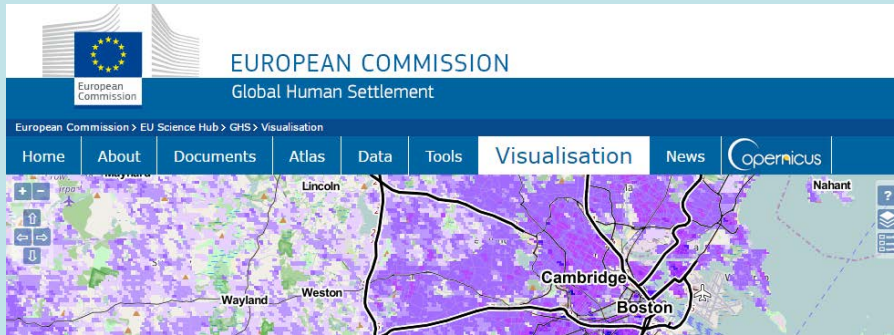 European
Commission
EUROPEAN COMMISSION
Global Human Settlement
European Commission > EU Science Hub > GHS > Visualisation
Home About Documents Atlas Data Tools Visualisation News Copernicus
Maynard
+ -
Lincoln
Nahant
?
Cambridge
Weston
Wayland
Boston